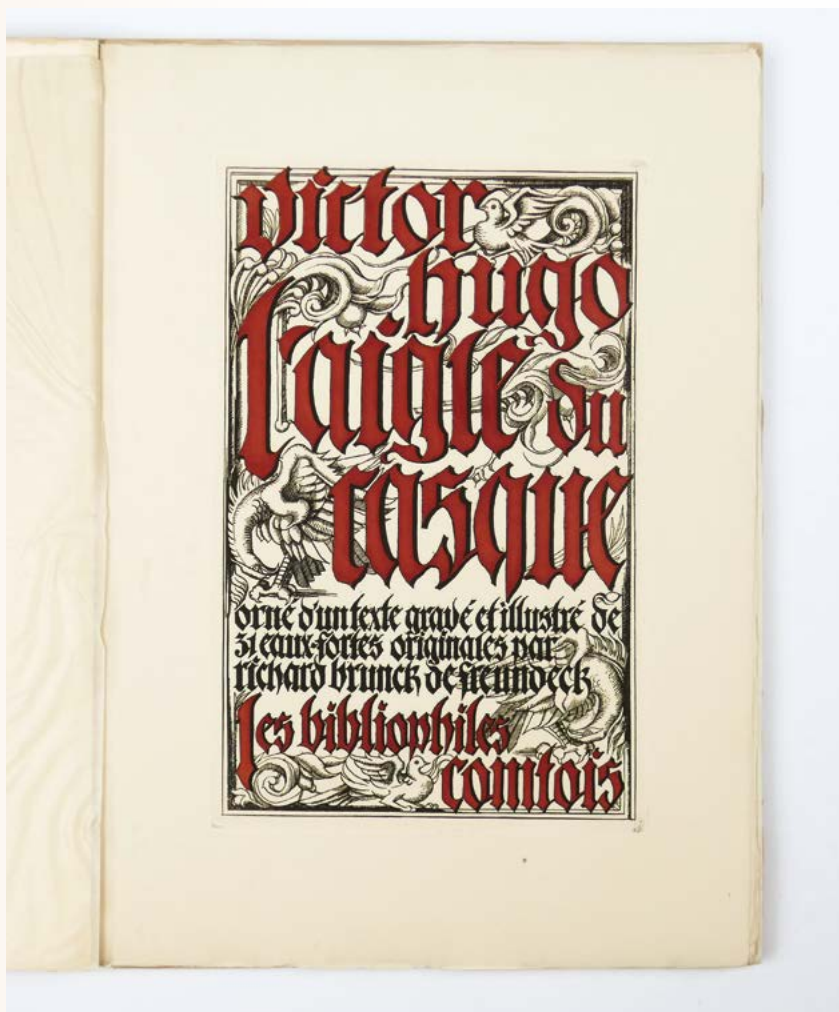 victor
hugo
l'aigle du
casque
orné d'un texte gravé et illustré de
31 eaux-fortes originales par
richard brunck de freundeck
les bibliophiles
comtois